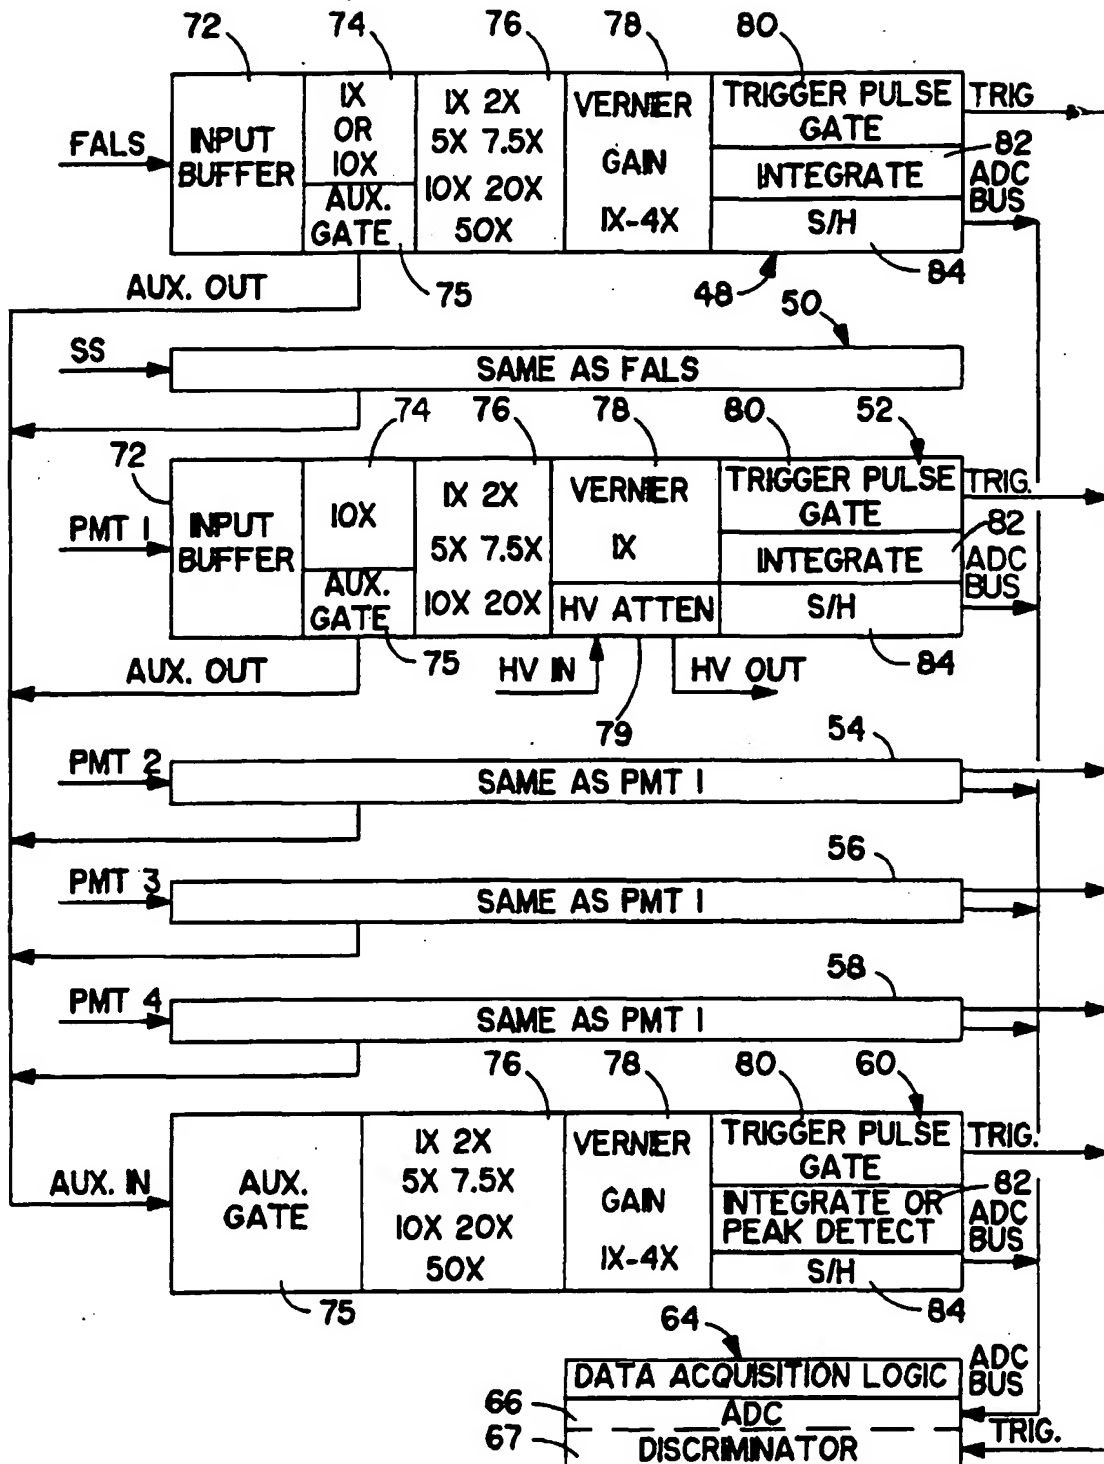 72
74
76
78
80
FALS
INPUT
BUFFER
1X
OR
10X
AUX.
GATE
1X 2X
5X 7.5X
10X 20X
50X
VERNIER
GAIN
1X-4X
TRIGGER PULSE
GATE
INTEGRATE
S/H
TRIG
82
ADC
BUS
AUX. OUT
75
48
84
50
SS
SAME AS FALS
74
76
78
80
52
72
PMT 1
INPUT
BUFFER
10X
AUX.
GATE
1X 2X
5X 7.5X
10X 20X
VERNIER
1X
HV ATTEN
TRIGGER PULSE
GATE
INTEGRATE
S/H
TRIG.
82
ADC
BUS
AUX. OUT
75
HV IN
HV OUT
84
79
54
PMT 2
SAME AS PMT 1
56
PMT 3
SAME AS PMT 1
58
PMT 4
SAME AS PMT 1
76
78
80
60
AUX. IN
AUX.
GATE
1X 2X
5X 7.5X
10X 20X
50X
VERNIER
GAIN
1X-4X
TRIGGER PULSE
GATE
INTEGRATE OR
PEAK DETECT
S/H
TRIG.
82
ADC
BUS
75
84
64
DATA ACQUISITION LOGIC
ADC
BUS
66
ADC
67
DISCRIMINATOR
TRIG.